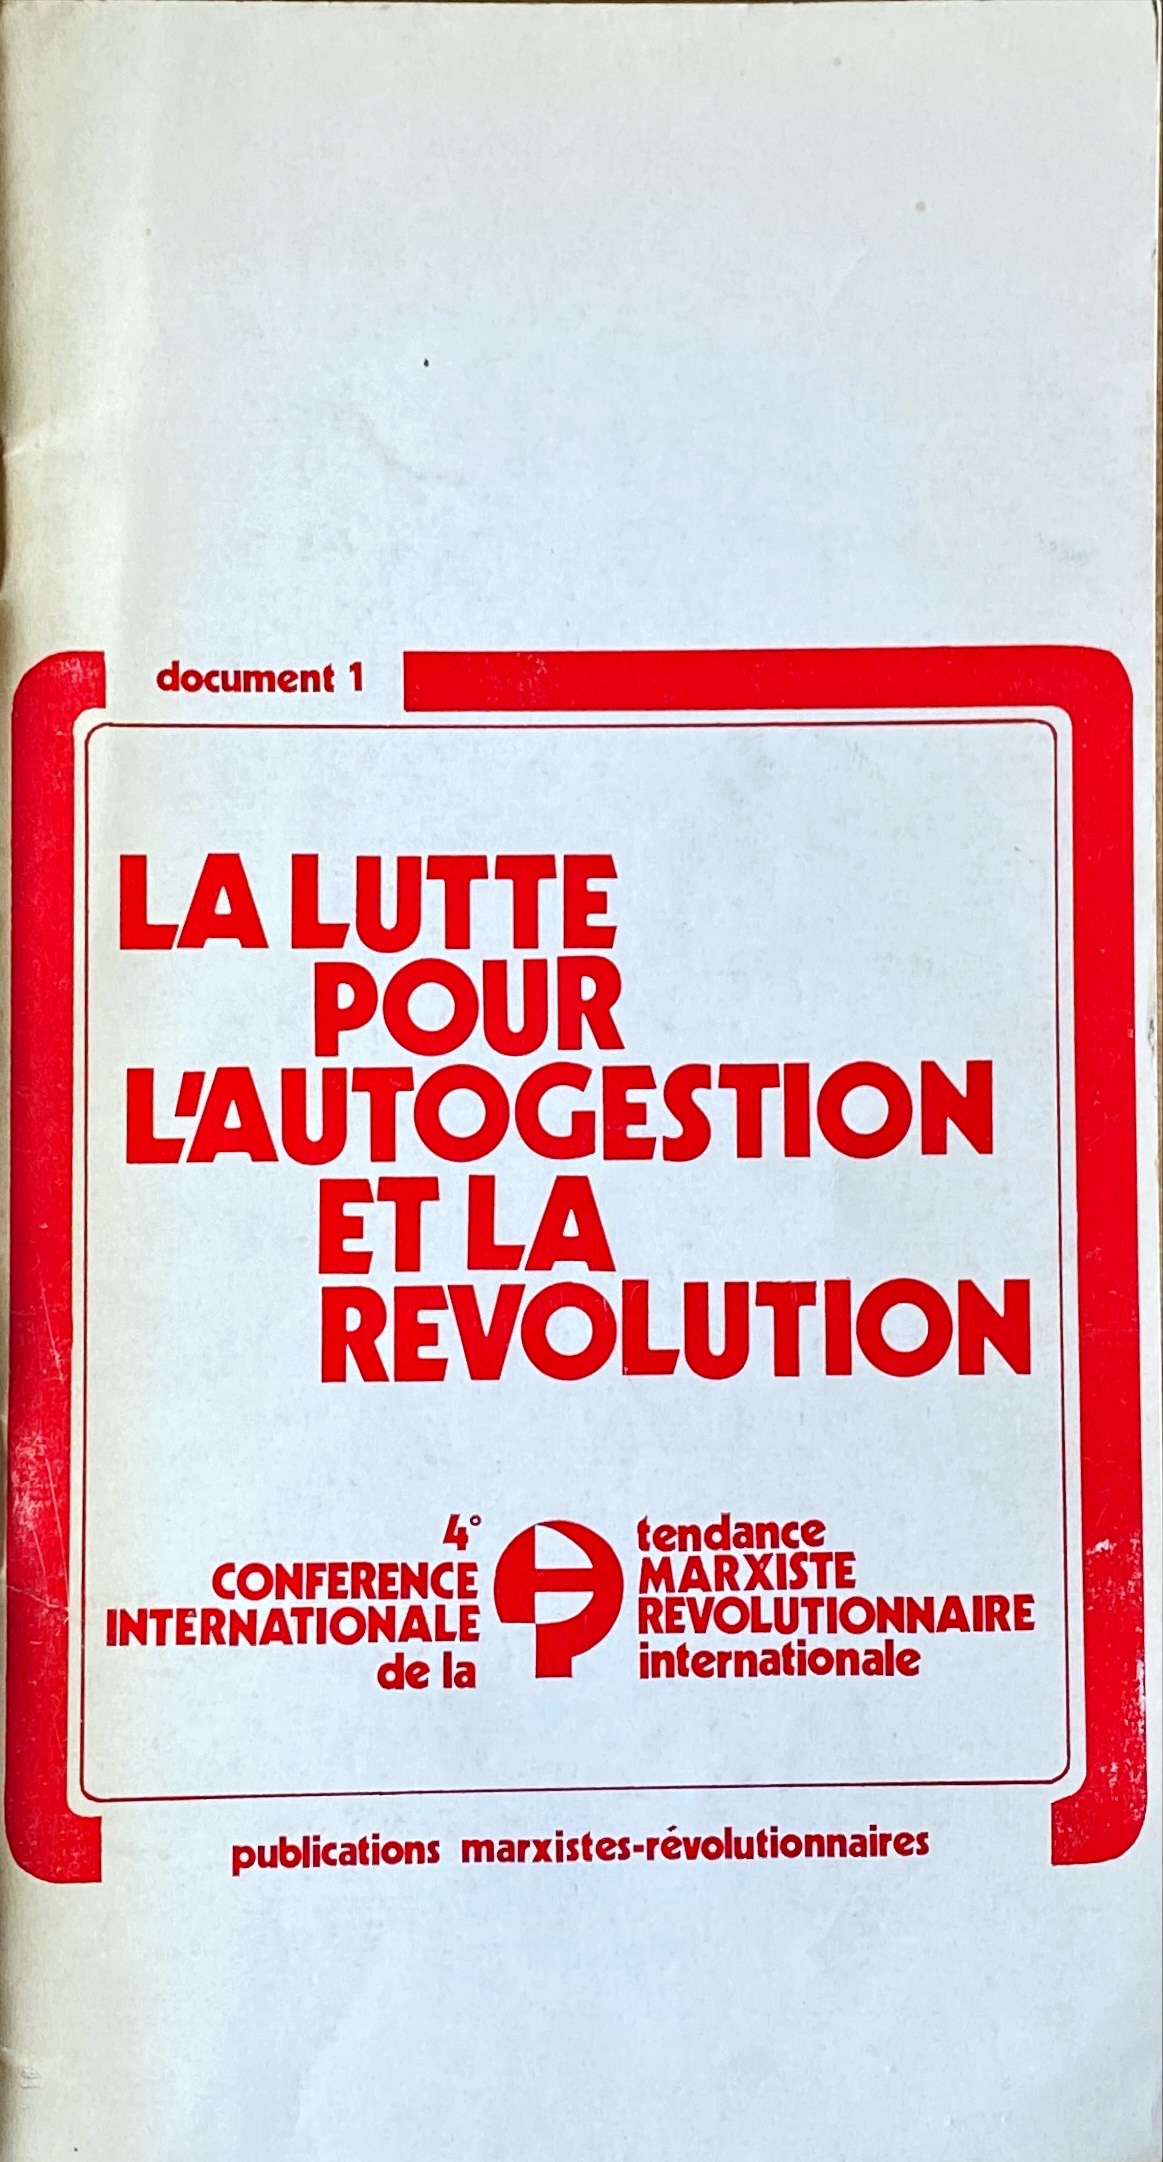 document 1
LA LUTTE
POUR
L'AUTOGESTION
ET LA
REVOLUTION
4°
CONFERENCE
INTERNATIONALE
de la
tendance
MARXISTE
REVOLUTIONNAIRE
internationale
publications marxistes-révolutionnaires